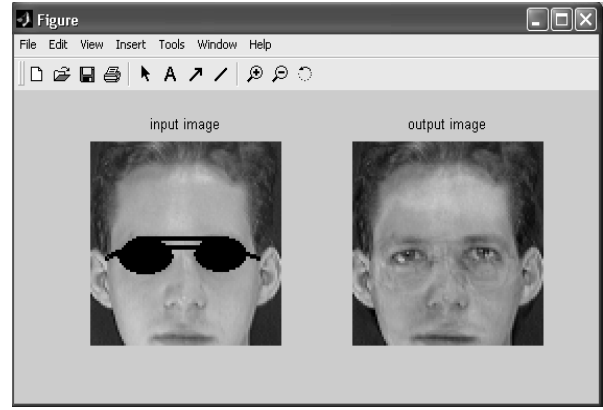 Figure
File Edit View Insert Tools Window Help
A
input image output image